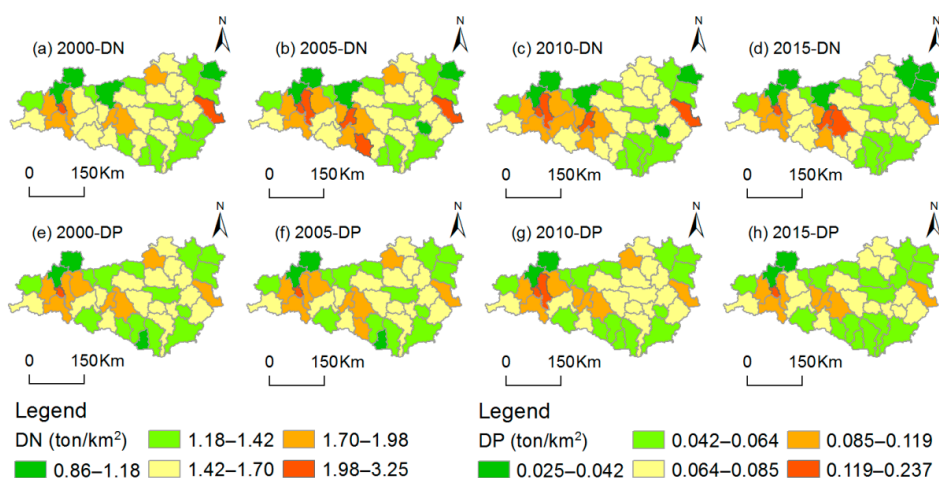 N N N N
(a) 2000-DN (b) 2005-DN (c) 2010-DN (d) 2015-DN
0 150Km 0 150Km 0 150Km 0 150Km
N N N N
(e) 2000-DP (f) 2005-DP (g) 2010-DP (h) 2015-DP
0 150Km 0 150Km 0 150Km 0 150Km
Legend Legend
DN (ton/km²) 1.18–1.42 1.70–1.98 DP (ton/km²) 0.042–0.064 0.085–0.119
0.86–1.18 1.42–1.70 1.98–3.25 0.025–0.042 0.064–0.085 0.119–0.237